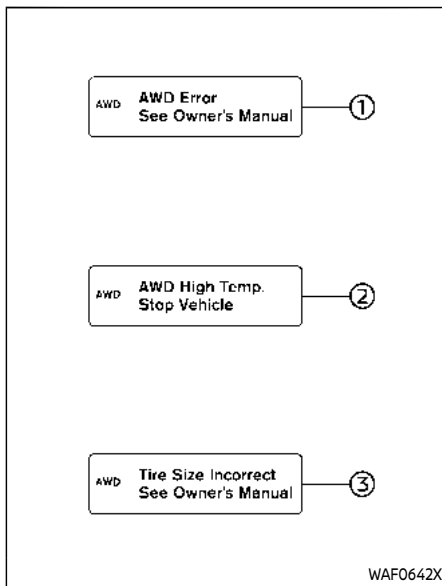 AWD Error
AWD
See Owner's Manual
①
AWD High Temp.
AWD
Stop Vehicle
②
Tire Size Incorrect
AWD
See Owner's Manual
③
WAF0642X